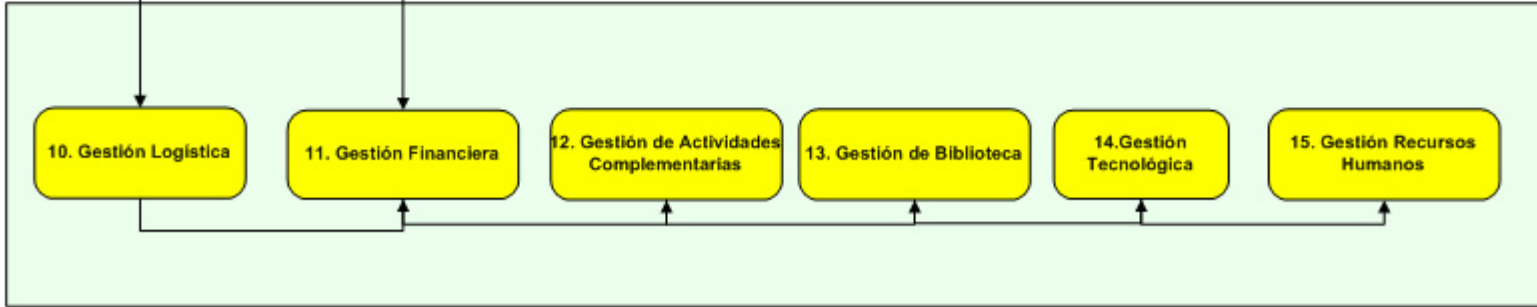 10. Gestión Logística
11. Gestión Financiera
12. Gestión de Actividades
Complementarias
13. Gestión de Biblioteca
14.Gestión
Tecnológica
15. Gestión Recursos
Humanos